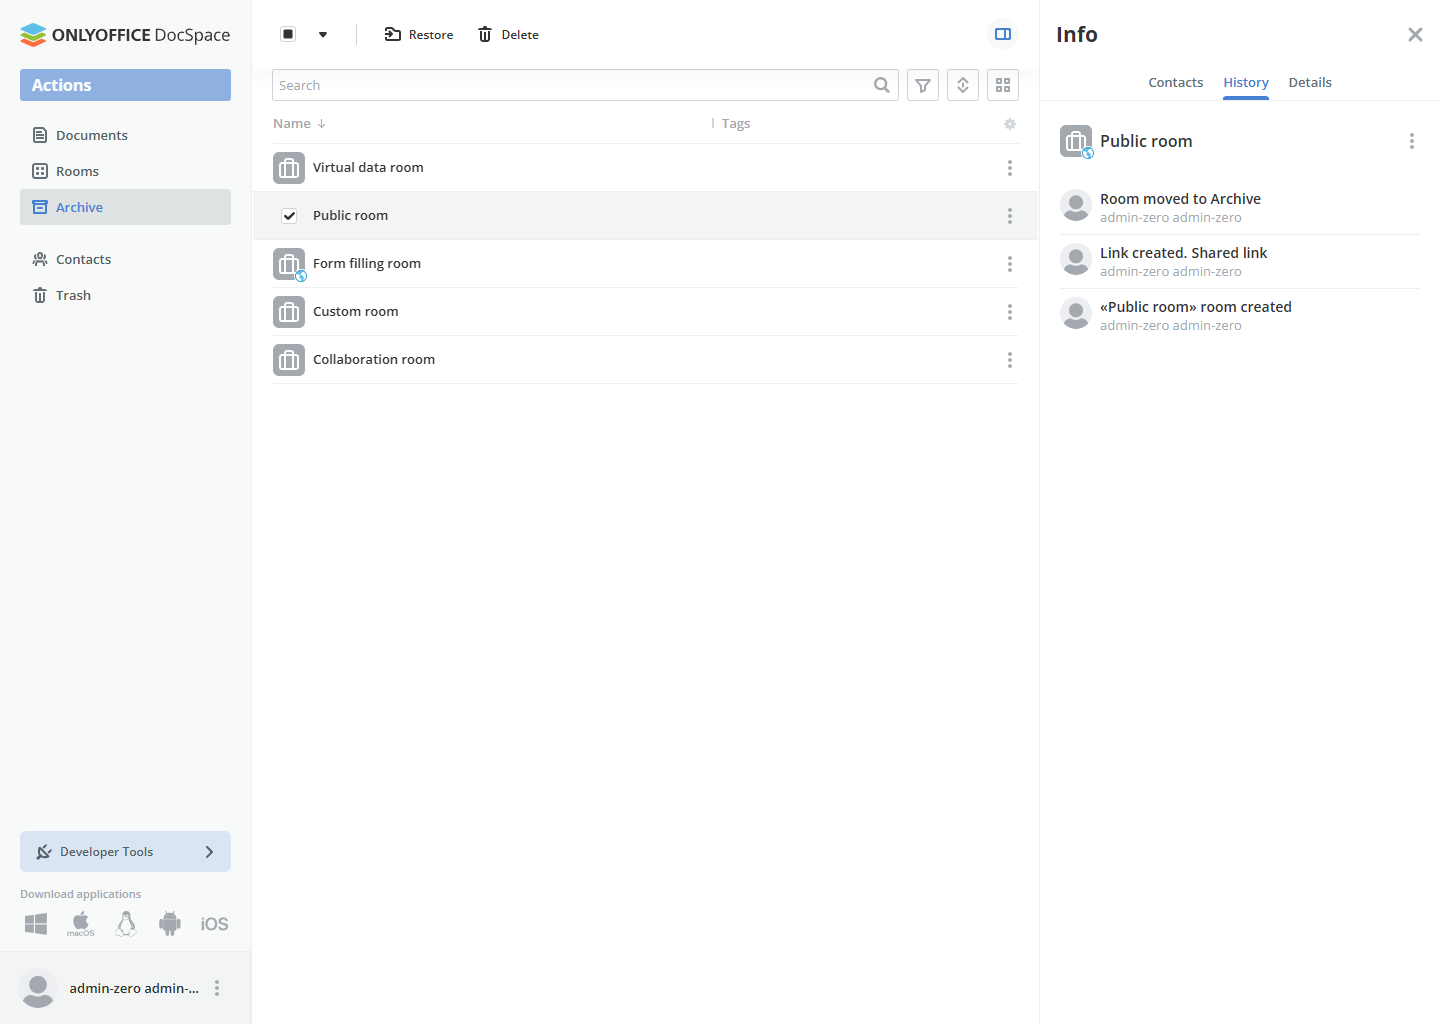 ONLYOFFICE DocSpace
Actions
Documents
Rooms
Archive
Contacts
Trash
Developer Tools
Download applications
macOS
iOS
admin-zero admin-...
Restore
Delete
Search
Name
Tags
Virtual data room
Public room
Form filling room
Custom room
Collaboration room
Info
Contacts
History
Details
Public room
Room moved to Archive
admin-zero admin-zero
Link created. Shared link
admin-zero admin-zero
«Public room» room created
admin-zero admin-zero